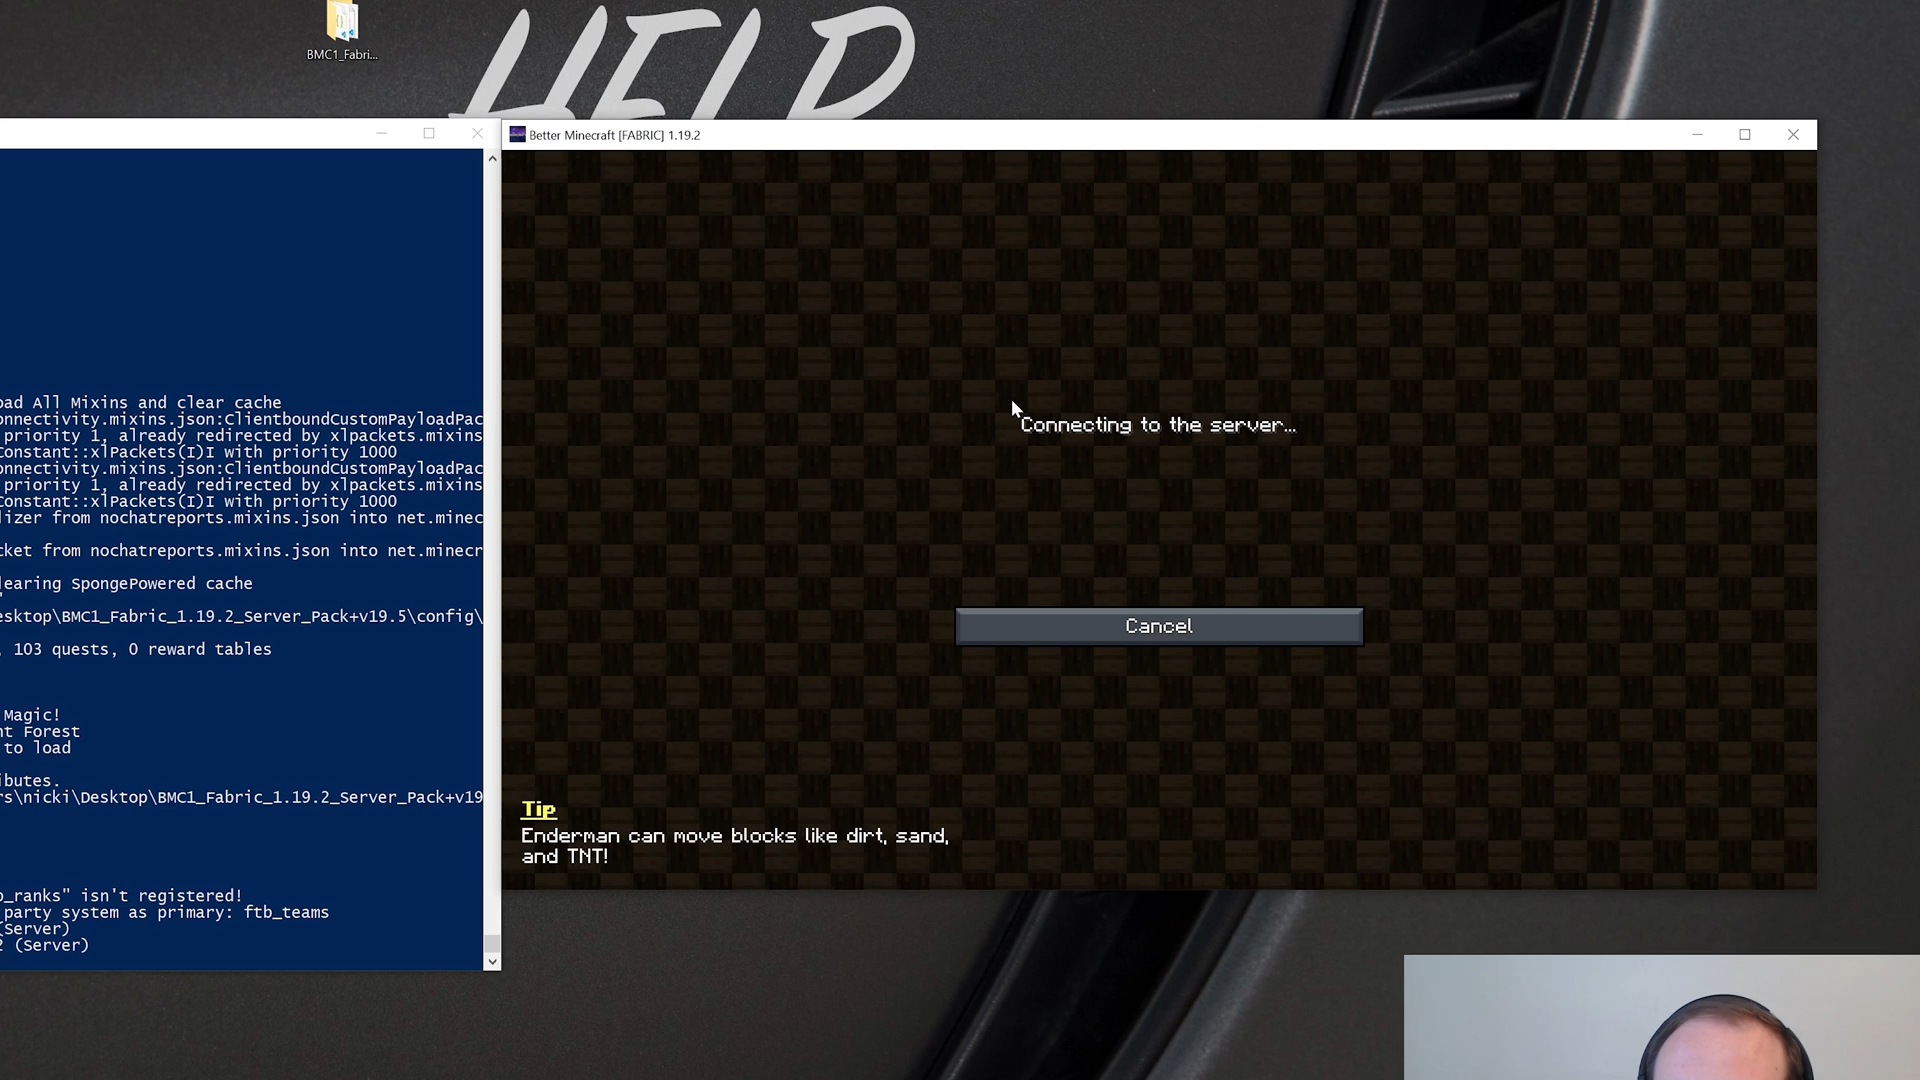 BMC1_Fabri...
HELP
Better Minecraft [FABRIC] 1.19.2
oad All Mixins and clear cache
onnectivity.mixins.json:ClientboundCustomPayloadPac
priority 1, already redirected by xlpackets.mixins
Constant::xlPackets(I)I with priority 1000
onnectivity.mixins.json:ClientboundCustomPayloadPac
priority 1, already redirected by xlpackets.mixins
Constant::xlPackets(I)I with priority 1000
lizer from nochatreports.mixins.json into net.minec
cket from nochatreports.mixins.json into net.minecr
learing SpongePowered cache
esktop\BMC1_Fabric_1.19.2_Server_Pack+v19.5\config\
, 103 quests, 0 reward tables
Magic!
nt Forest
to load
ibutes.
rs\nicki\Desktop\BMC1_Fabric_1.19.2_Server_Pack+v19
b_ranks" isn't registered!
party system as primary: ftb_teams
(Server)
2 (Server)
Connecting to the server...
Cancel
Tip
Enderman can move blocks like dirt, sand,
and TNT!